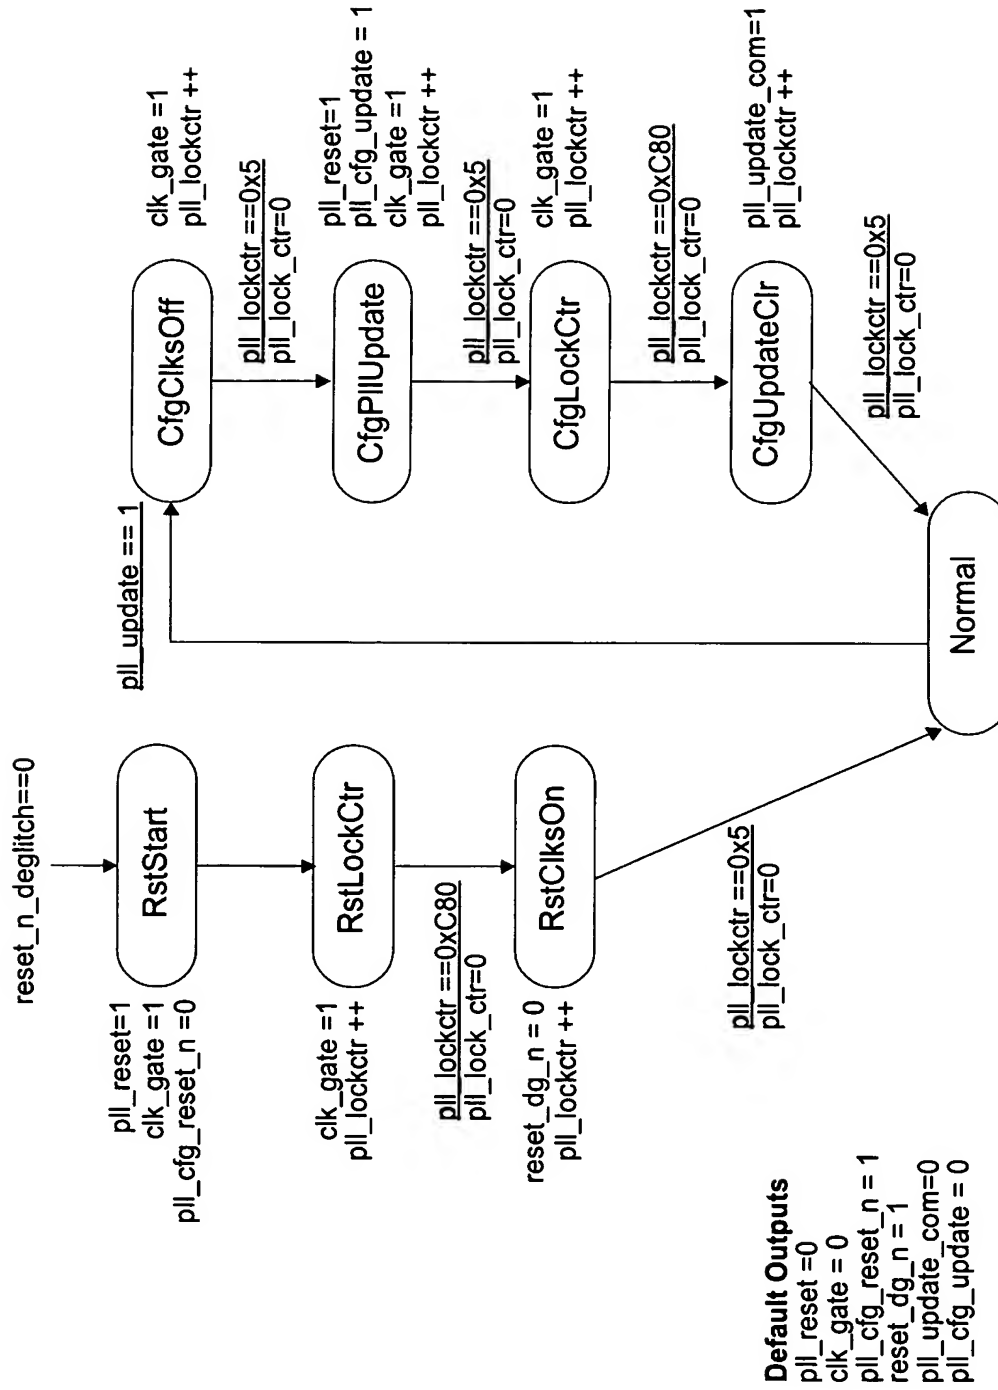 reset_n_deglitch==0
RstStart
pll_reset=1
clk_gate =1
pll_cfg_reset_n =0
RstLockCtr
clk_gate =1
pll_lockctr ++
pll_lockctr ==0xC80
pll_lock_ctr=0
RstClksOn
reset_dg_n = 0
pll_lockctr ++
pll_lockctr ==0x5
pll_lock_ctr=0
Normal
pll_update == 1
CfgClksOff
clk_gate =1
pll_lockctr ++
pll_lockctr ==0x5
pll_lock_ctr=0
CfgPllUpdate
pll_reset=1
pll_cfg_update = 1
clk_gate =1
pll_lockctr ++
pll_lockctr ==0x5
pll_lock_ctr=0
CfgLockCtr
clk_gate =1
pll_lockctr ++
pll_lockctr ==0xC80
pll_lock_ctr=0
CfgUpdateClr
pll_update_com=1
pll_lockctr ++
pll_lockctr ==0x5
pll_lock_ctr=0
Default Outputs
pll_reset =0
clk_gate = 0
pll_cfg_reset_n = 1
reset_dg_n = 1
pll_update_com=0
pll_cfg_update = 0